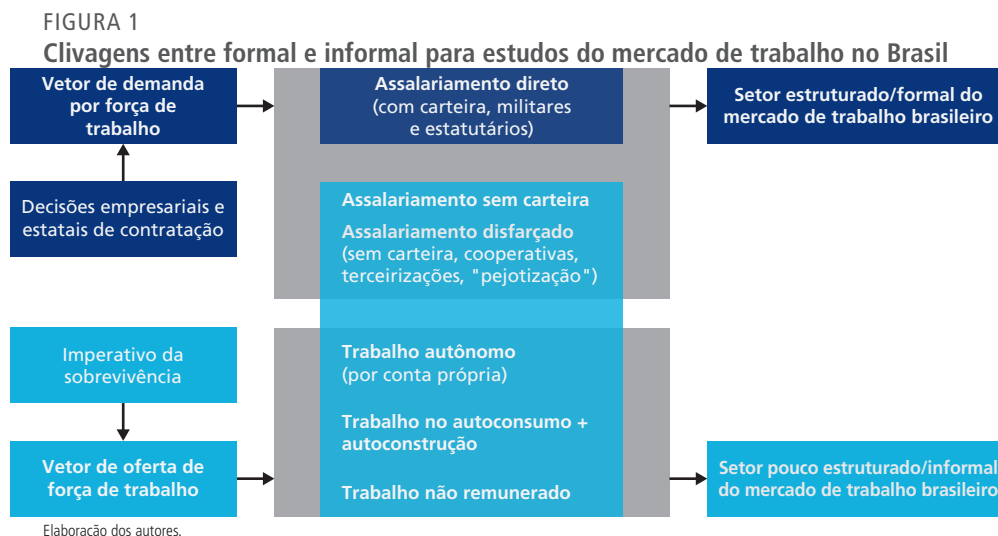 FIGURA 1
Clivagens entre formal e informal para estudos do mercado de trabalho no Brasil
Vetor de demanda
por força de
trabalho
Assalariamento direto
(com carteira, militares
e estatutários)
Setor estruturado/formal do
mercado de trabalho brasileiro
Decisões empresariais e
estatais de contratação
Assalariamento sem carteira
Assalariamento disfarçado
(sem carteira, cooperativas,
terceirizações, "pejotização")
Imperativo da
sobrevivência
Trabalho autônomo
(por conta própria)
Trabalho no autoconsumo +
autoconstrução
Vetor de oferta de
força de trabalho
Trabalho não remunerado
Setor pouco estruturado/informal
do mercado de trabalho brasileiro
Elaboração dos autores.